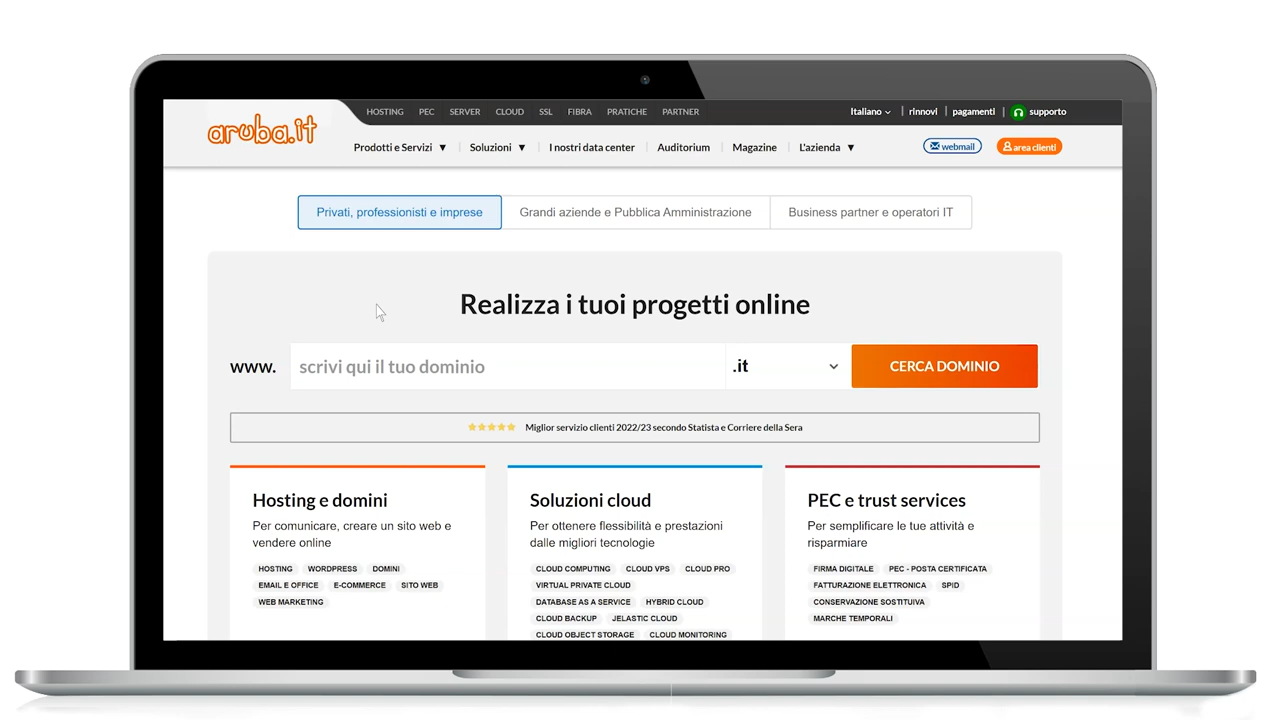 aruba.it
HOSTING PEC SERVER CLOUD SSL FIBRA PRATICHE PARTNER
Italiano | rinnovi | pagamenti | supporto
Prodotti e Servizi ▼ Soluzioni ▼ I nostri data center Auditorium Magazine L'azienda ▼
webmail area clienti
Privati, professionisti e imprese Grandi aziende e Pubblica Amministrazione Business partner e operatori IT
Realizza i tuoi progetti online
www. scrivi qui il tuo dominio .it CERCA DOMINIO
Miglior servizio clienti 2022/23 secondo Statista e Corriere della Sera
Hosting e domini
Per comunicare, creare un sito web e
vendere online
HOSTING WORDPRESS DOMINI
EMAIL E OFFICE E-COMMERCE SITO WEB
WEB MARKETING
Soluzioni cloud
Per ottenere flessibilità e prestazioni
dalle migliori tecnologie
CLOUD COMPUTING CLOUD VPS CLOUD PRO
VIRTUAL PRIVATE CLOUD
DATABASE AS A SERVICE HYBRID CLOUD
CLOUD BACKUP JELASTIC CLOUD
CLOUD OBJECT STORAGE CLOUD MONITORING
PEC e trust services
Per semplificare le tue attività e
risparmiare
FIRMA DIGITALE PEC - POSTA CERTIFICATA
FATTURAZIONE ELETTRONICA SPID
CONSERVAZIONE SOSTITUIVA
MARCHE TEMPORALI